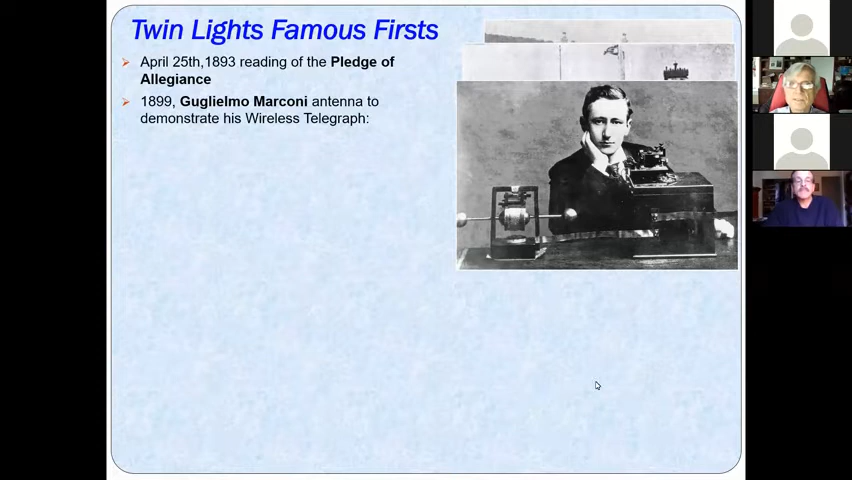 Twin Lights Famous Firsts
April 25th,1893 reading of the Pledge of
Allegiance
1899, Guglielmo Marconi antenna to
demonstrate his Wireless Telegraph: